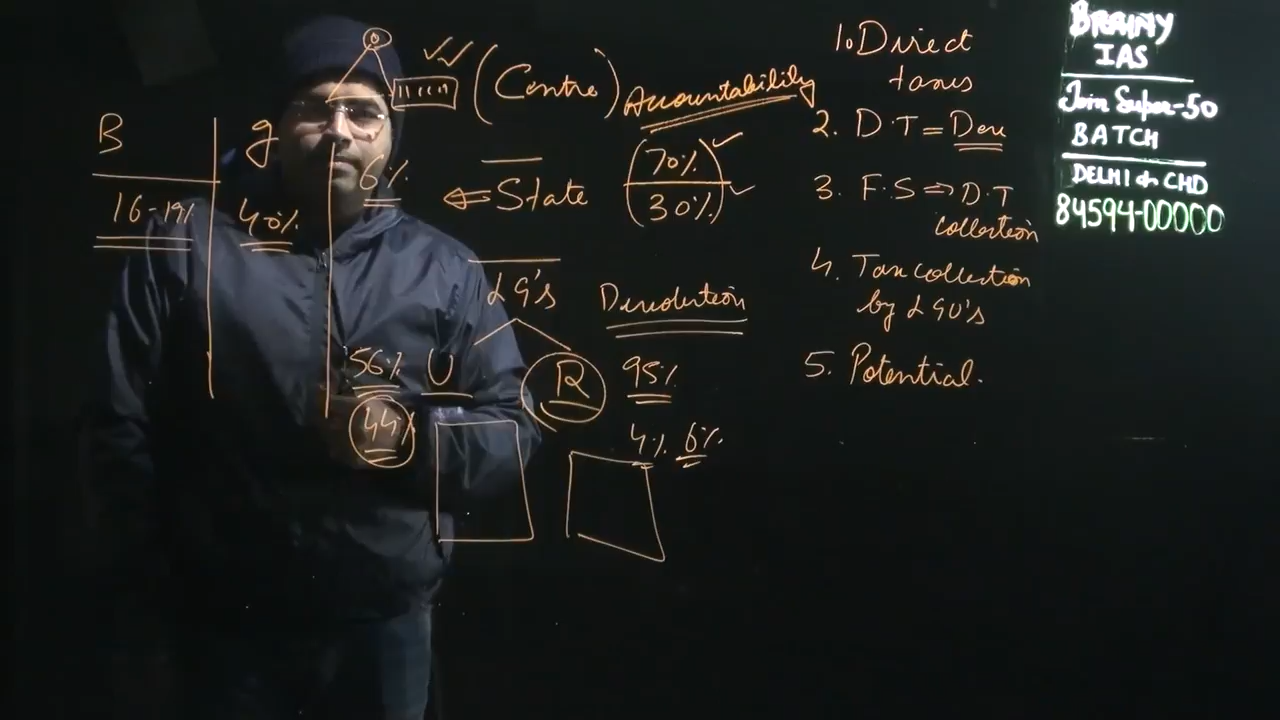 (Centre)
Accountability
B
g
16-19%
40%
6%
State
70%
30%
LG's
Devolution
56%
U
R
95%
44%
4% 6%
1. Direct
taxes
2. D.T = Dev
3. F.S => D.T
collection
4. Tax collection
by LGO's
5. Potential.
BRAINY
IAS
Join Super-50
BATCH
DELHI & CHD
84594-00000